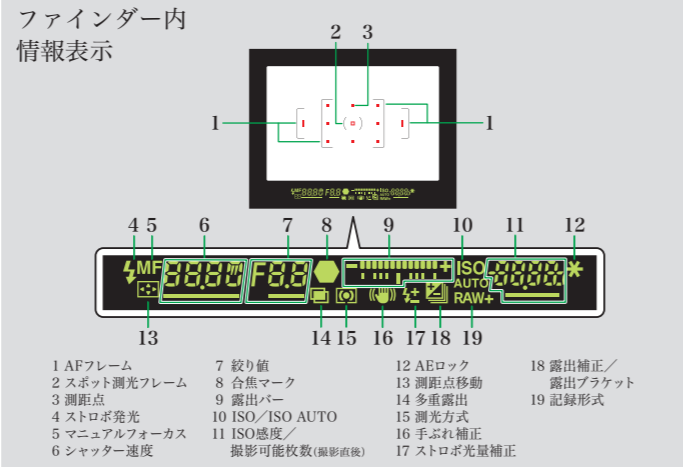 ファインダー内
情報表示
2 3
1 1
4 5 6 7 8 9 10 11 12
MF F8.8 - + ISO 8888 *
AUTO
RAW+
13 14 15 16 17 18 19
1 AFフレーム
2 スポット測光フレーム
3 測距点
4 ストロボ発光
5 マニュアルフォーカス
6 シャッター速度
7 絞り値
8 合焦マーク
9 露出バー
10 ISO／ISO AUTO
11 ISO感度／
撮影可能枚数(撮影直後)
12 AEロック
13 測距点移動
14 多重露出
15 測光方式
16 手ぶれ補正
17 ストロボ光量補正
18 露出補正／
露出ブラケット
19 記録形式